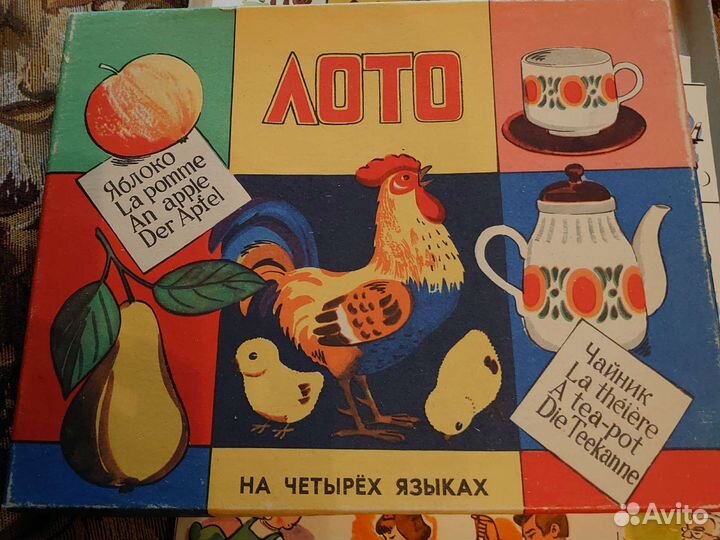 ЛОТО
Яблоко
La pomme
An apple
Der Apfel
Чайник
La théière
A tea-pot
Die Teekanne
НА ЧЕТЫРЁХ ЯЗЫКАХ
Avito